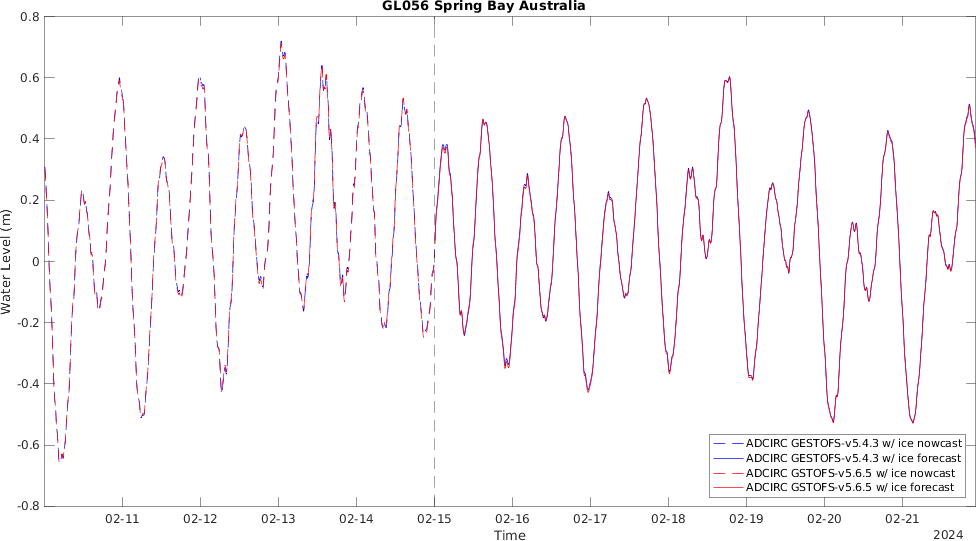 GL056 Spring Bay Australia
Water Level (m)
0.8
0.6
0.4
0.2
0
-0.2
-0.4
-0.6
-0.8
ADCIRC GESTOFS-v5.4.3 w/ ice nowcast
ADCIRC GESTOFS-v5.4.3 w/ ice forecast
ADCIRC GSTOFS-v5.6.5 w/ ice nowcast
ADCIRC GSTOFS-v5.6.5 w/ ice forecast
02-11 02-12 02-13 02-14 02-15 02-16 02-17 02-18 02-19 02-20 02-21
Time
2024